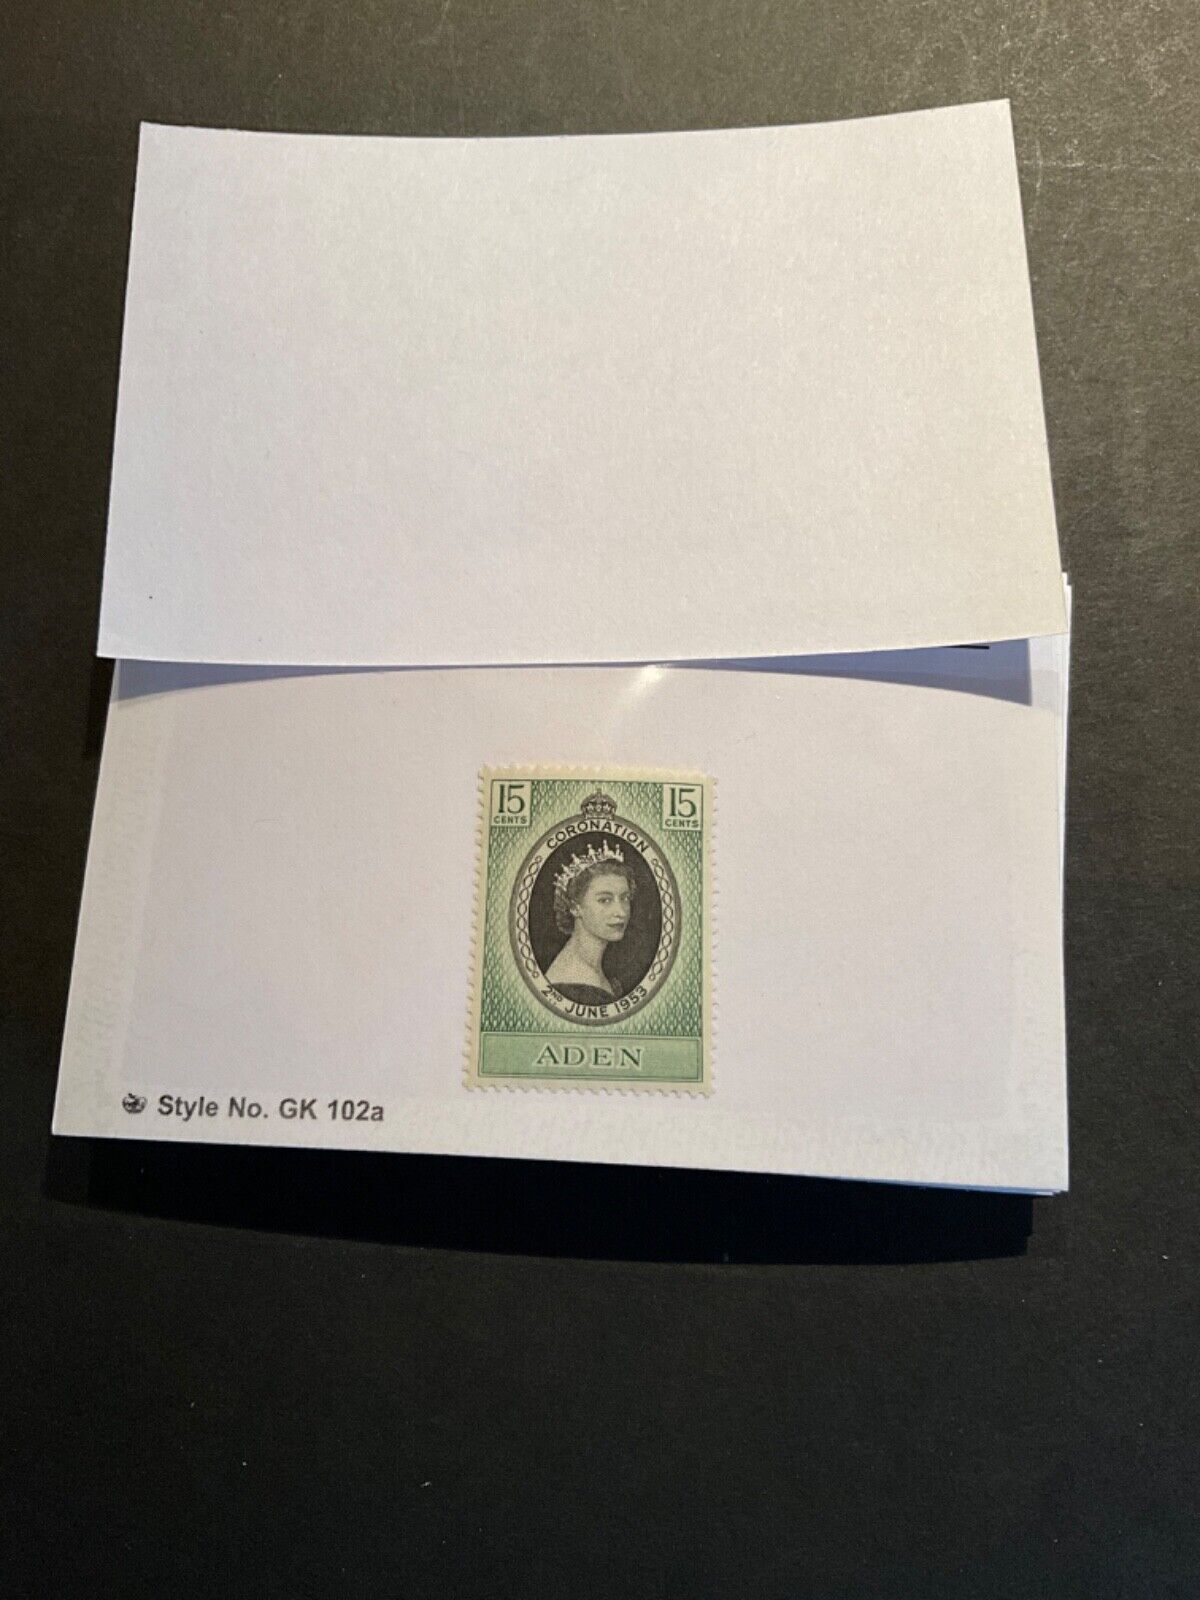 15 CENTS
15 CENTS
CORONATION
2ND JUNE 1953
ADEN
Style No. GK 102a